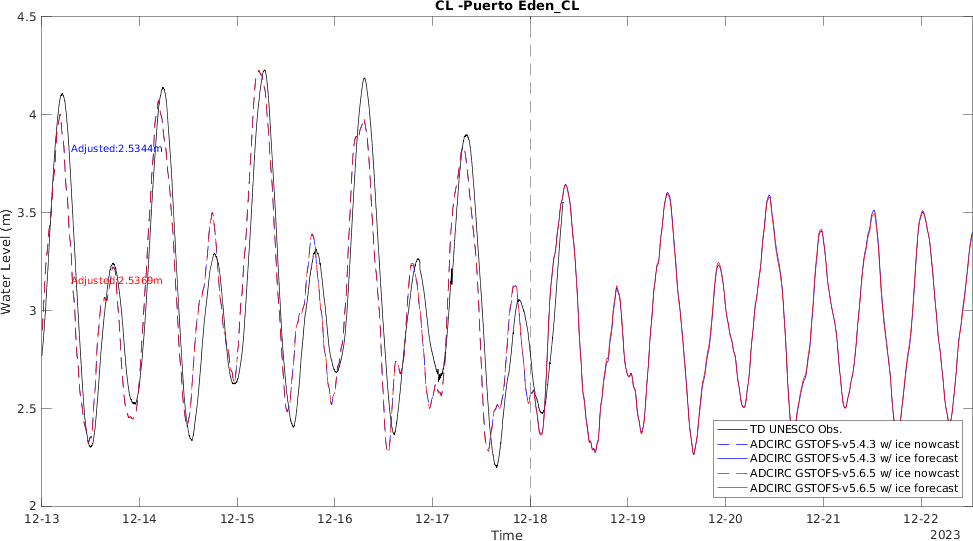 CL -Puerto Eden_CL
4.5
4
3.5
3
2.5
2
Water Level (m)
Adjusted:2.5344m
Adjusted:2.5369m
TD UNESCO Obs.
ADCIRC GSTOFS-v5.4.3 w/ ice nowcast
ADCIRC GSTOFS-v5.4.3 w/ ice forecast
ADCIRC GSTOFS-v5.6.5 w/ ice nowcast
ADCIRC GSTOFS-v5.6.5 w/ ice forecast
12-13 12-14 12-15 12-16 12-17 12-18 12-19 12-20 12-21 12-22
Time
2023